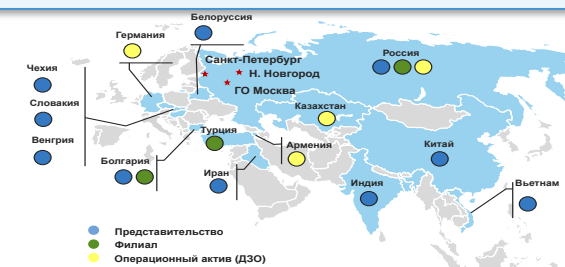 Белоруссия
Германия
Санкт-Петербург
Россия
Чехия
Н. Новгород
ГО Москва
Словакия
Казахстан
Турция
Венгрия
Армения
Китай
Болгария
Иран
Индия
Вьетнам
Представительство
Филиал
Операционный актив (ДЗО)